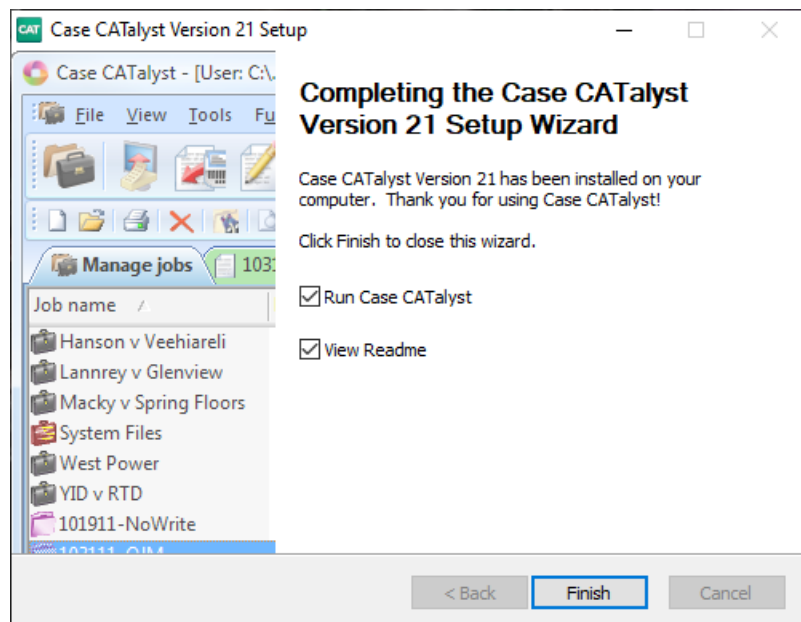 CAT Case CATalyst Version 21 Setup
Case CATalyst - [User: C:\.
File View Tools Fu
Manage jobs 103
Job name
Hanson v Veehiareli
Lannrey v Glenview
Macky v Spring Floors
System Files
West Power
YID v RTD
101911-NoWrite
Completing the Case CATalyst
Version 21 Setup Wizard
Case CATalyst Version 21 has been installed on your
computer. Thank you for using Case CATalyst!
Click Finish to close this wizard.
Run Case CATalyst
View Readme
< Back Finish Cancel